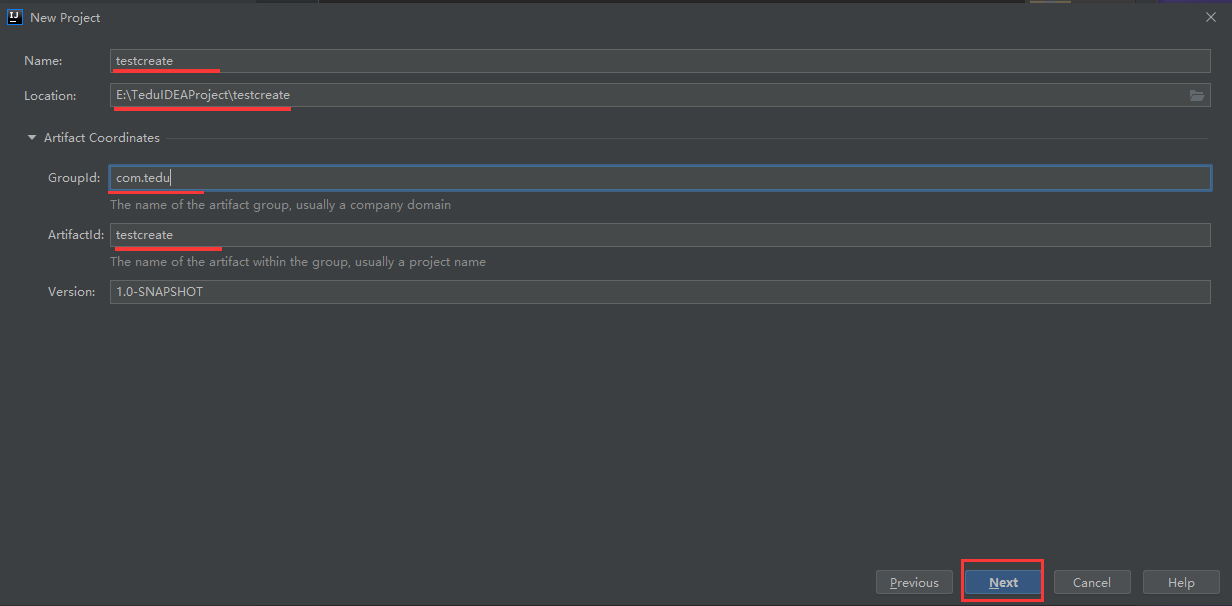 IJ New Project
Name: testcreate
Location: E:\TeduIDEAProject\testcreate
Artifact Coordinates
GroupId: com.tedu
The name of the artifact group, usually a company domain
ArtifactId: testcreate
The name of the artifact within the group, usually a project name
Version: 1.0-SNAPSHOT
Previous Next Cancel Help